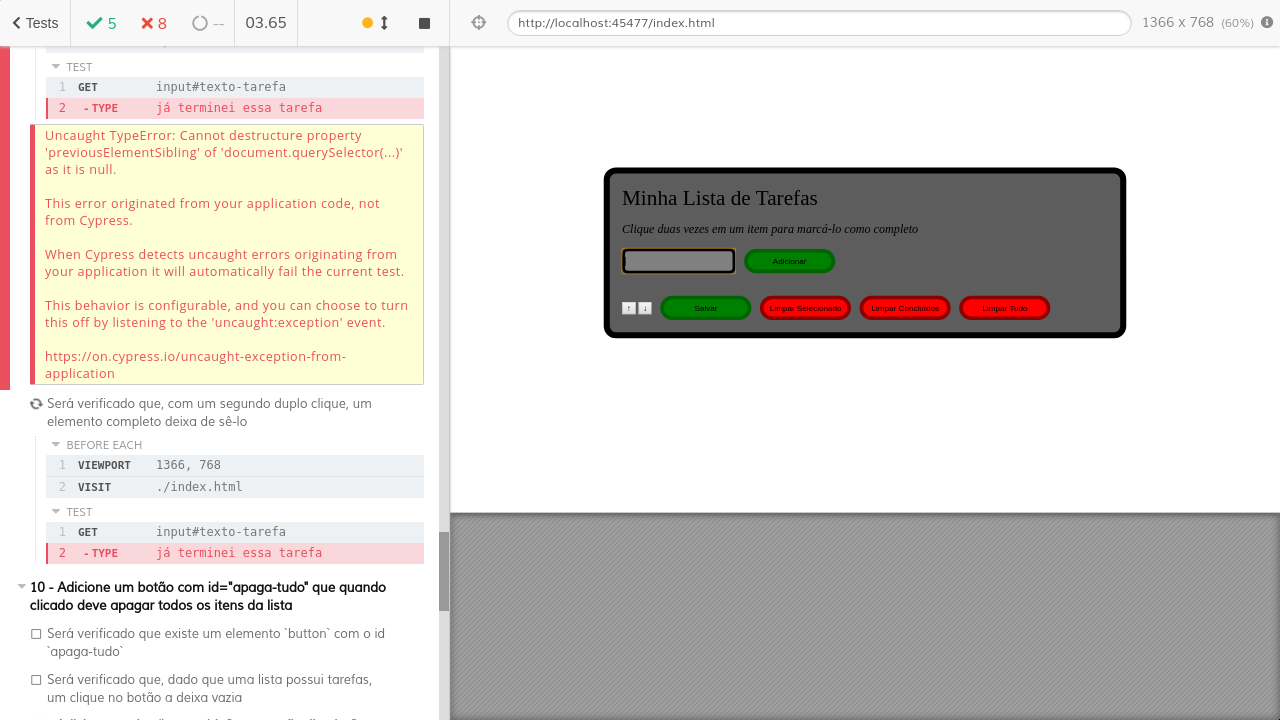 Tests
5
8
--
03.65
http://localhost:45477/index.html
1366 x 768 (60%)
TEST
1 GET input#texto-tarefa
2 - TYPE já terminei essa tarefa
Uncaught TypeError: Cannot destructure property
'previousElementSibling' of 'document.querySelector(...)'
as it is null.
This error originated from your application code, not
from Cypress.
When Cypress detects uncaught errors originating from
your application it will automatically fail the current test.
This behavior is configurable, and you can choose to turn
this off by listening to the 'uncaught:exception' event.
https://on.cypress.io/uncaught-exception-from-
application
Será verificado que, com um segundo duplo clique, um
elemento completo deixa de sê-lo
BEFORE EACH
1 VIEWPORT 1366, 768
2 VISIT ./index.html
TEST
1 GET input#texto-tarefa
2 - TYPE já terminei essa tarefa
10 - Adicione um botão com id="apaga-tudo" que quando
clicado deve apagar todos os itens da lista
Será verificado que existe um elemento `button` com o id
`apaga-tudo`
Será verificado que, dado que uma lista possui tarefas,
um clique no botão a deixa vazia
Minha Lista de Tarefas
Clique duas vezes em um item para marcá-lo como completo
Adicionar
↑ ↓ Salvar Limpar Selecionado Limpar Concluidos Limpar Tudo